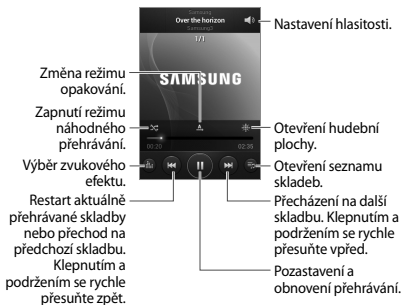 Samsung
Over the horizon
Samsung3
1/1
SAMSUNG
00:20
02:35
Změna režimu
opakování.
Zapnutí režimu
náhodného
přehrávání.
Výběr zvukového
efektu.
Restart aktuálně
přehrávané skladby
nebo přechod na
předchozí skladbu.
Klepnutím a
podržením se rychle
přesuňte zpět.
Nastavení hlasitosti.
Otevření hudební
plochy.
Otevření seznamu
skladeb.
Přecházení na další
skladbu. Klepnutím a
podržením se rychle
přesuňte vpřed.
Pozastavení a
obnovení přehrávání.